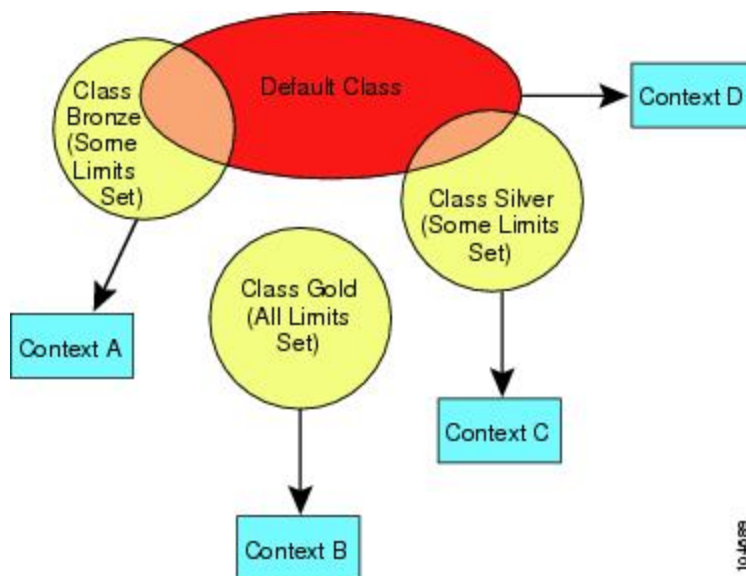 Default Class
Class
Bronze
(Some
Limits
Set)
Context D
Class Silver
(Some Limits
Set)
Class Gold
(All Limits
Set)
Context A
Context C
Context B